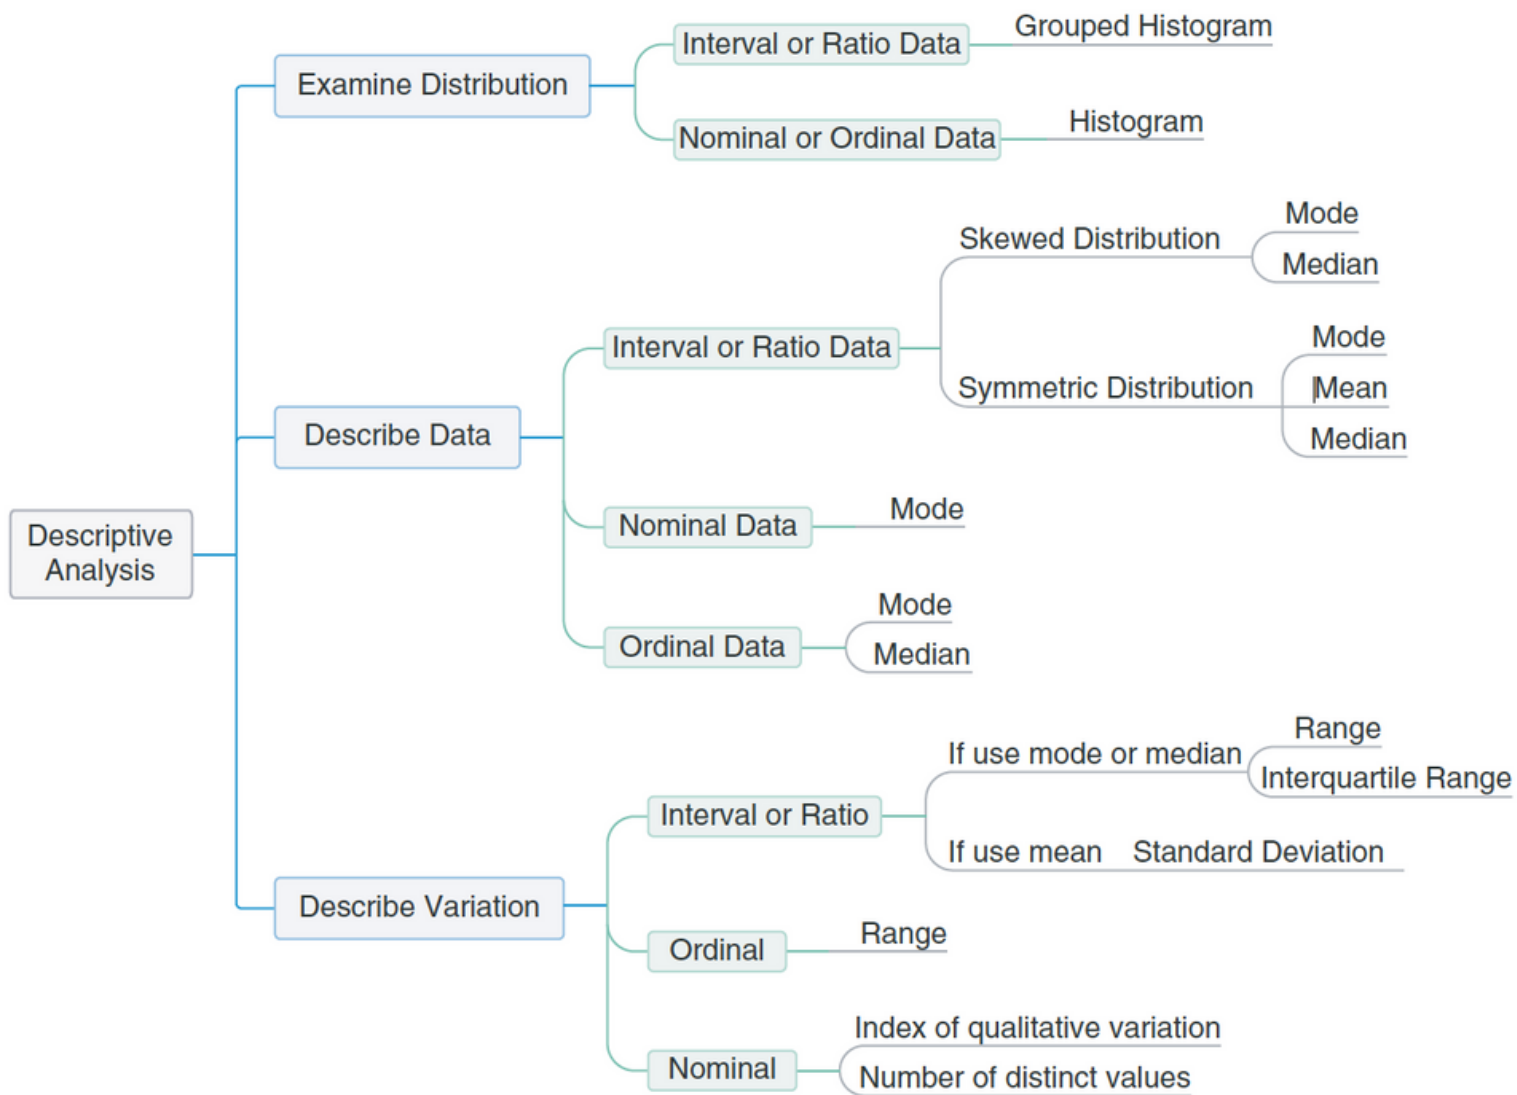 Descriptive
Analysis
Examine Distribution
Interval or Ratio Data
Grouped Histogram
Nominal or Ordinal Data
Histogram
Describe Data
Interval or Ratio Data
Skewed Distribution
Mode
Median
Symmetric Distribution
Mode
Mean
Median
Nominal Data
Mode
Ordinal Data
Mode
Median
Describe Variation
Interval or Ratio
If use mode or median
Range
Interquartile Range
If use mean
Standard Deviation
Ordinal
Range
Nominal
Index of qualitative variation
Number of distinct values